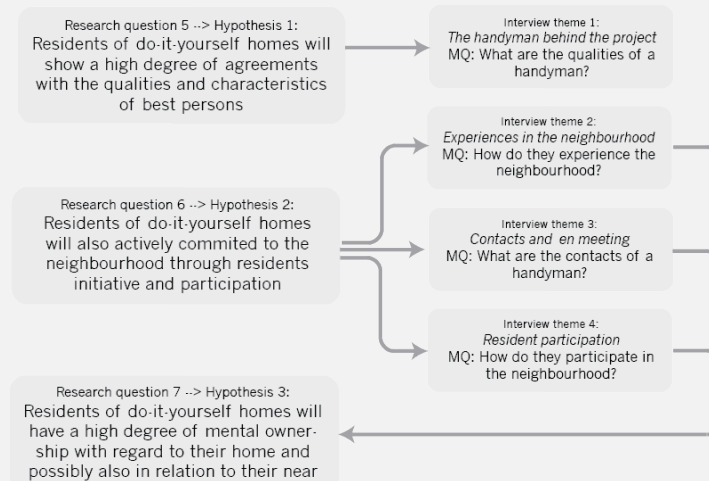 Research question 5 --> Hypothesis 1:
Residents of do-it-yourself homes will
show a high degree of agreements
with the qualities and characteristics
of best persons
Interview theme 1:
The handyman behind the project
MQ: What are the qualities of a
handyman?
Interview theme 2:
Experiences in the neighbourhood
MQ: How do they experience the
neighbourhood?
Research question 6 --> Hypothesis 2:
Residents of do-it-yourself homes
will also actively commited to the
neighbourhood through residents
initiative and participation
Interview theme 3:
Contacts and en meeting
MQ: What are the contacts of a
handyman?
Interview theme 4:
Resident participation
MQ: How do they participate in
the neighbourhood?
Research question 7 --> Hypothesis 3:
Residents of do-it-yourself homes will
have a high degree of mental owner-
ship with regard to their home and
possibly also in relation to their near